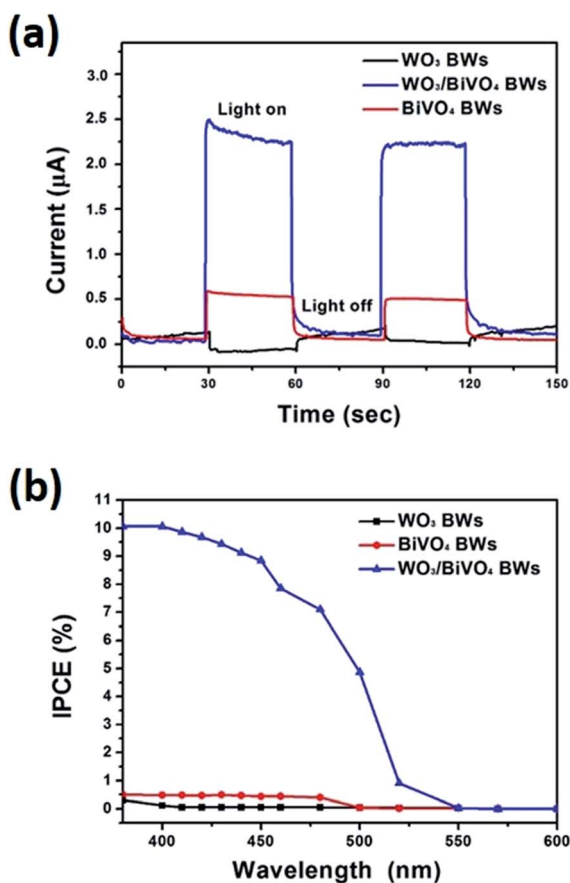 (a)
WO₃ BWs
WO₃/BiVO₄ BWs
BiVO₄ BWs
Light on
Light off
Current (μA)
3.0
2.5
2.0
1.5
1.0
0.5
0.0
0 30 60 90 120 150
Time (sec)
(b)
WO₃ BWs
BiVO₄ BWs
WO₃/BiVO₄ BWs
IPCE (%)
11
10
9
8
7
6
5
4
3
2
1
0
400 450 500 550 600
Wavelength (nm)